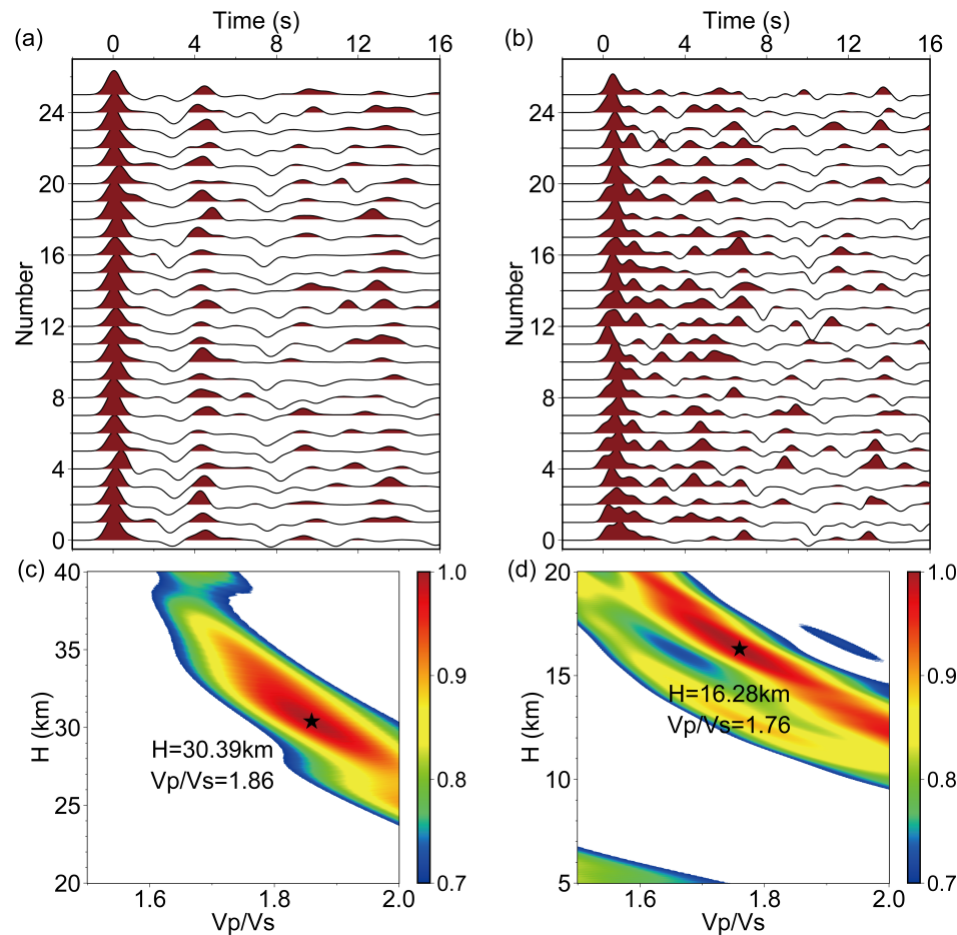 Time (s)
Time (s)
(a)
0 4 8 12 16
(b)
0 4 8 12 16
Number
24
20
16
12
8
4
0
Number
24
20
16
12
8
4
0
(c)
H (km)
40
35
30
25
20
H=30.39km
Vp/Vs=1.86
1.6 1.8 2.0
Vp/Vs
1.0
0.9
0.8
0.7
(d)
H (km)
20
15
10
5
H=16.28km
Vp/Vs=1.76
1.6 1.8 2.0
Vp/Vs
1.0
0.9
0.8
0.7